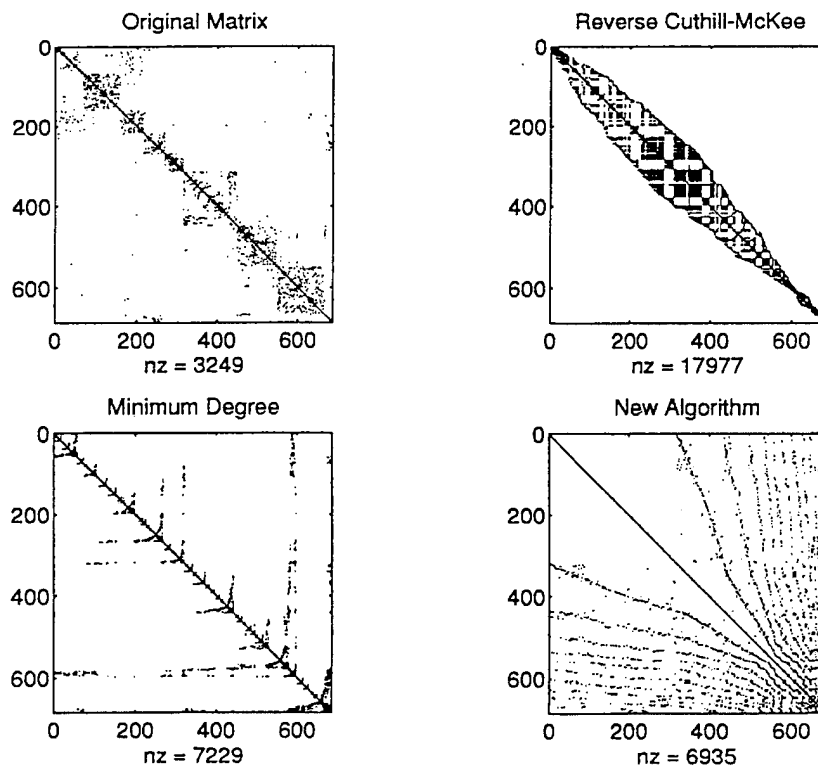 Original Matrix
0
200
400
600
0 200 400 600
nz = 3249
Reverse Cuthill-McKee
0
200
400
600
0 200 400 600
nz = 17977
Minimum Degree
0
200
400
600
0 200 400 600
nz = 7229
New Algorithm
0
200
400
600
0 200 400 600
nz = 6935